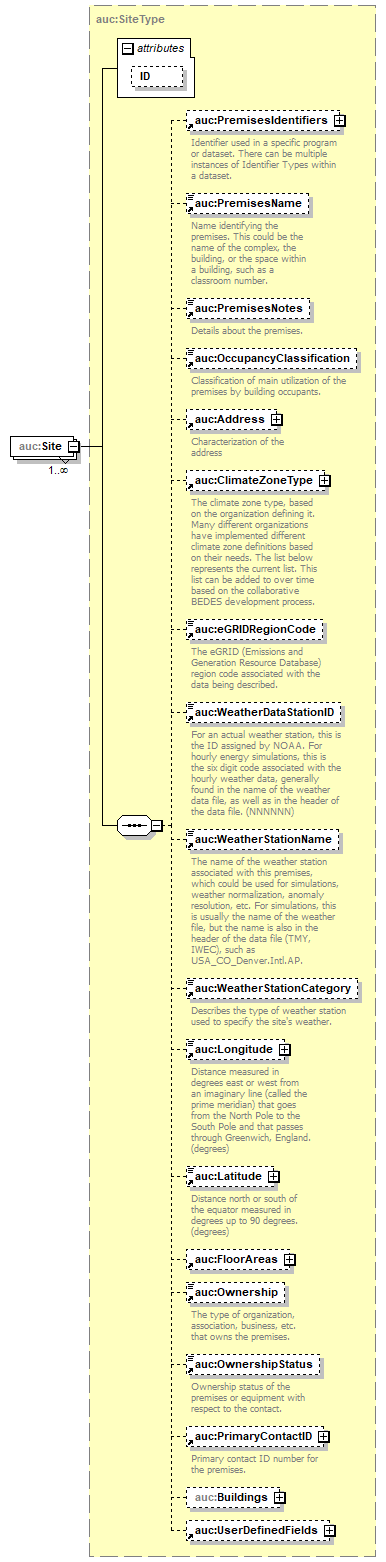 auc:SiteType
attributes
ID
auc:PremisesIdentifiers
Identifier used in a specific program
or dataset. There can be multiple
instances of Identifier Types within
a dataset.
auc:PremisesName
Name identifying the
premises. This could be the
name of the complex, the
building, or the space within
a building, such as a
classroom number.
auc:PremisesNotes
Details about the premises.
auc:OccupancyClassification
Classification of main utilization of the
premises by building occupants.
auc:Address
Characterization of the
address
auc:Site
1..∞
auc:ClimateZoneType
The climate zone type, based
on the organization defining it.
Many different organizations
have implemented different
climate zone definitions based
on their needs. The list below
represents the current list. This
list can be added to over time
based on the collaborative
BEDES development process.
auc:eGRIDRegionCode
The eGRID (Emissions and
Generation Resource Database)
region code associated with the
data being described.
auc:WeatherDataStationID
For an actual weather station, this is
the ID assigned by NOAA. For
hourly energy simulations, this is
the six digit code associated with the
hourly weather data, generally
found in the name of the weather
data file, as well as in the header of
the data file. (NNNNNN)
auc:WeatherStationName
The name of the weather station
associated with this premises,
which could be used for simulations,
weather normalization, anomaly
resolution, etc. For simulations, this
is usually the name of the weather
file, but the name is also in the
header of the data file (TMY,
IWEC), such as
USA_CO_Denver.Intl.AP.
auc:WeatherStationCategory
Describes the type of weather station
used to specify the site's weather.
auc:Longitude
Distance measured in
degrees east or west from
an imaginary line (called the
prime meridian) that goes
from the North Pole to the
South Pole and that passes
through Greenwich, England.
(degrees)
auc:Latitude
Distance north or south of
the equator measured in
degrees up to 90 degrees.
(degrees)
auc:FloorAreas
auc:Ownership
The type of organization,
association, business, etc.
that owns the premises.
auc:OwnershipStatus
Ownership status of the
premises or equipment with
respect to the contact.
auc:PrimaryContactID
Primary contact ID number for
the premises.
auc:Buildings
auc:UserDefinedFields